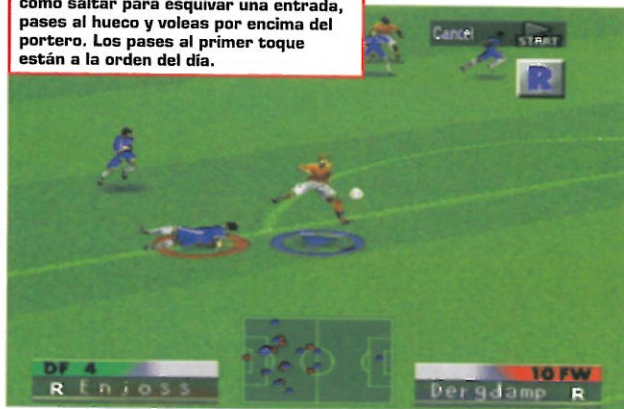 como saltar para esquivar una entrada,
pases al hueco y voleas por encima del
portero. Los pases al primer toque
están a la orden del día.
Cancel START
R
DF 4
R Enioss
10 FW
Dergdamp R